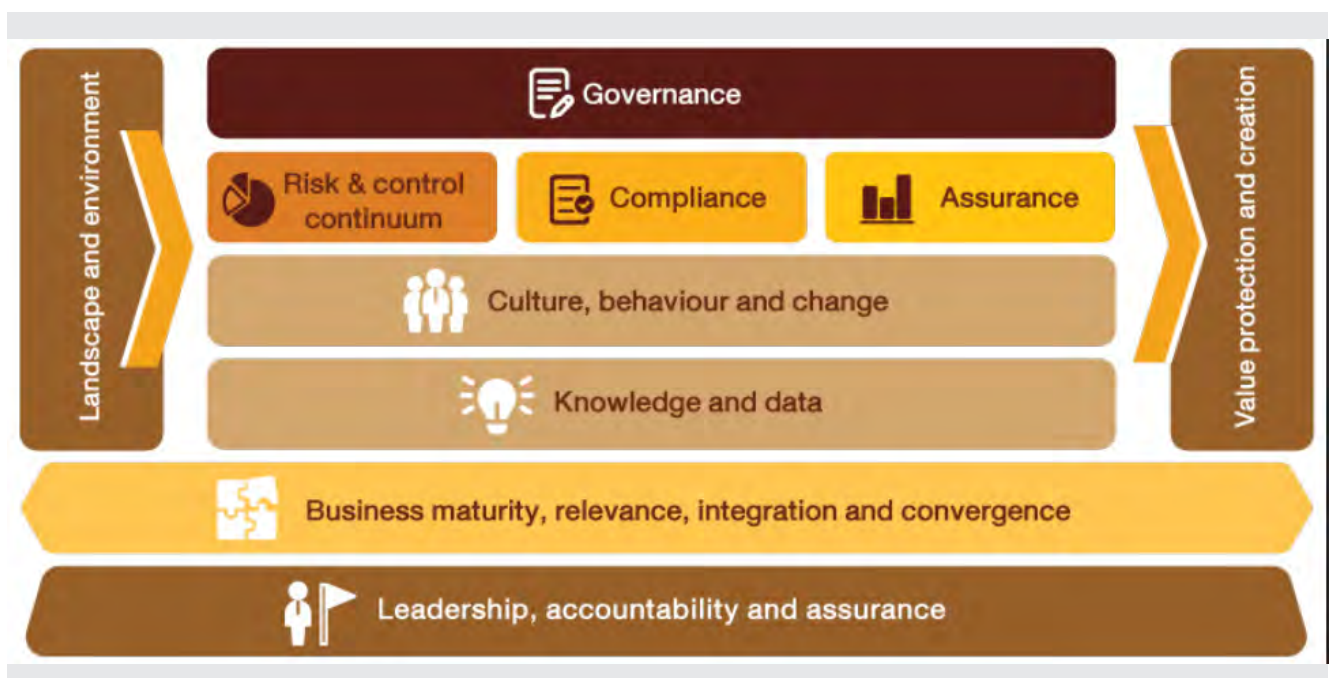 Landscape and environment
Governance
Risk & control
continuum
Compliance
Assurance
Culture, behaviour and change
Knowledge and data
Value protection and creation
Business maturity, relevance, integration and convergence
Leadership, accountability and assurance